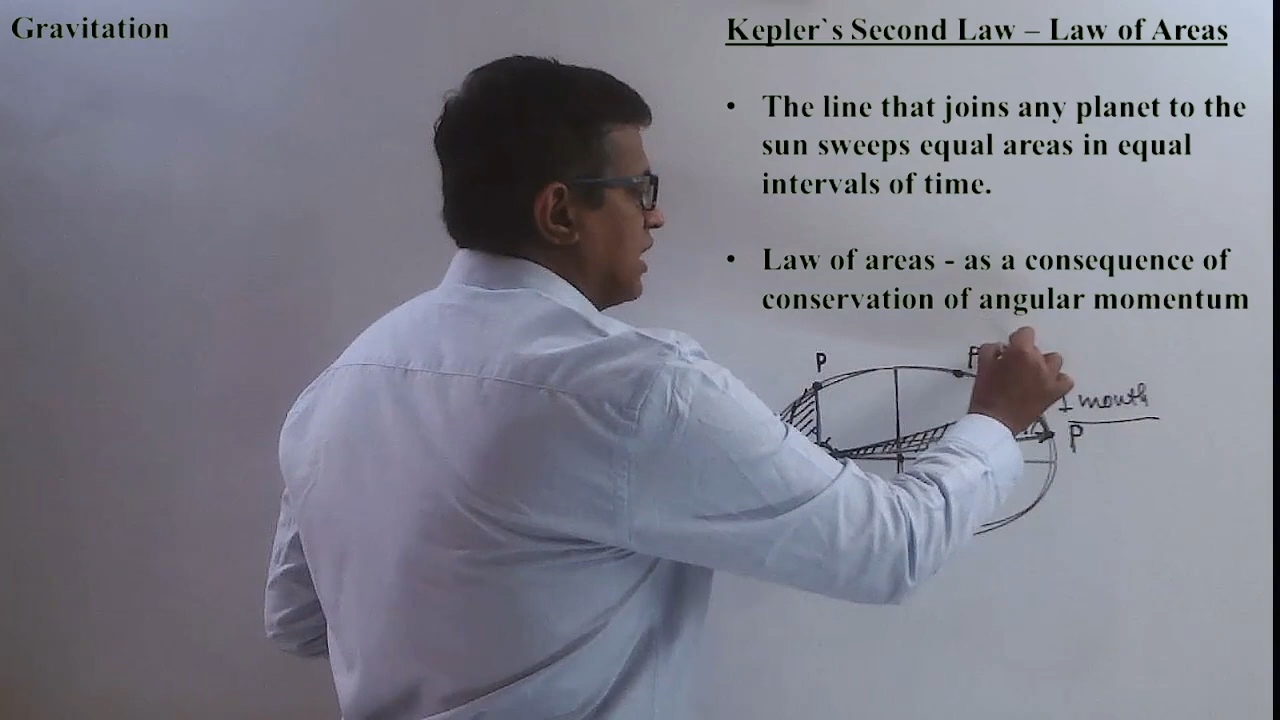 Gravitation
Kepler`s Second Law – Law of Areas
• The line that joins any planet to the
sun sweeps equal areas in equal
intervals of time.
• Law of areas - as a consequence of
conservation of angular momentum
P
P
1 month
P